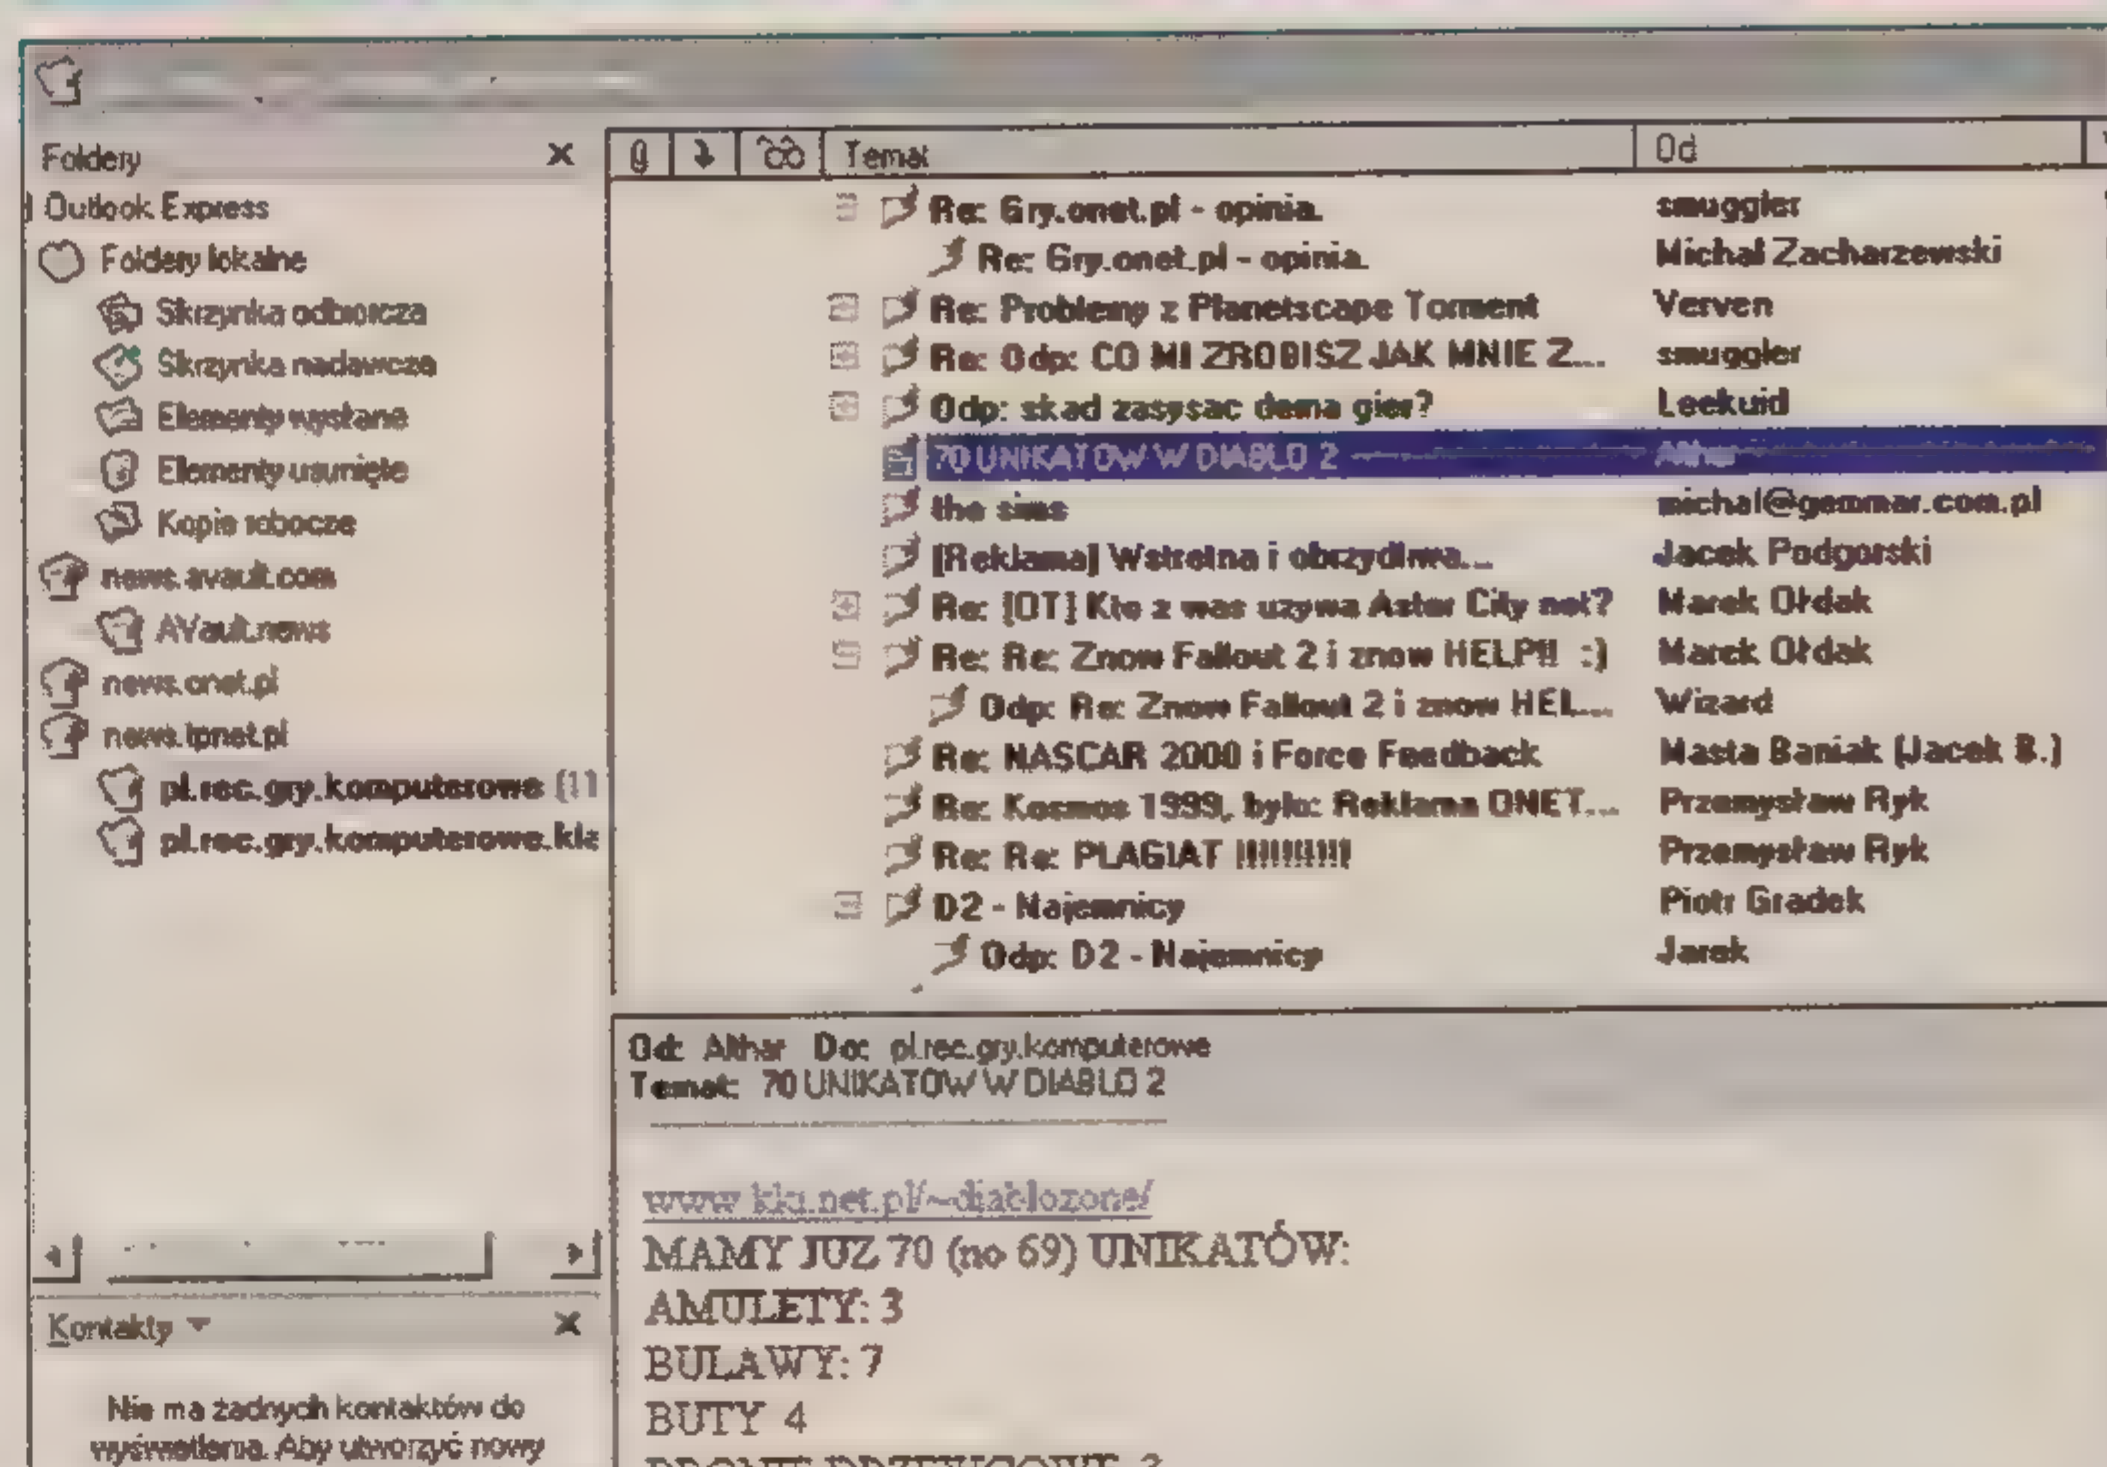 Foldery
Outlook Express
Foldery lokalne
Skrzynka odbiorcza
Skrzynka nadawcza
Elementy wysłane
Elementy usunięte
Kopie robocze
news.avault.com
AVault.news
news.onet.pl
news.tpnet.pl
pl.rec.gry.komputerowe (11
pl.rec.gry.komputerowe.kla
Kontakty
Nie ma żadnych kontaktów do
wyświetlenia. Aby utworzyć nowy
Temat Od
Re: Gry.onet.pl - opinia. smuggler
Re: Gry.onet.pl - opinia. Michał Zacharzewski
Re: Problemy z Planetscape Torment Verven
Re: Odp: CO MI ZROBISZ JAK MNIE Z... smuggler
Odp: skad zasysac dema gier? Leekuid
70 UNIKATOW W DIABLO 2 Althar
the sims michal@gemmar.com.pl
[Reklama] Wstretna i obrzydliwa... Jacek Podgorski
Re: [OT] Kto z was uzywa Aster City net? Marek Ołdak
Re: Re: Znow Fallout 2 i znow HELP!! :) Marek Ołdak
Odp: Re: Znow Fallout 2 i znow HEL... Wizard
Re: NASCAR 2000 i Force Feedback Masta Baniak (Jacek B.)
Re: Kosmos 1999, bylo: Reklama ONET... Przemysław Ryk
Re: Re: PLAGIAT !!!!!!!!!! Przemysław Ryk
D2 - Najemnicy Piotr Gradek
Odp: D2 - Najemnicy Jarek
Od: Althar Do: pl.rec.gry.komputerowe
Temat: 70 UNIKATOW W DIABLO 2
www.kki.net.pl/~diablozone/
MAMY JUZ 70 (no 69) UNIKATÓW:
AMULETY: 3
BULAWY: 7
BUTY 4